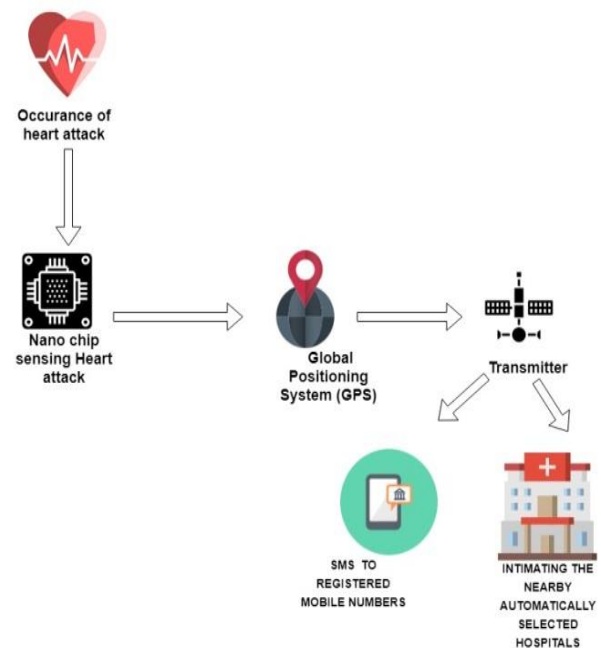 Occurance of
heart attack
Nano chip
sensing Heart
attack
Global
Positioning
System (GPS)
Transmitter
SMS TO
REGISTERED
MOBILE NUMBERS
INTIMATING THE
NEARBY
AUTOMATICALLY
SELECTED
HOSPITALS